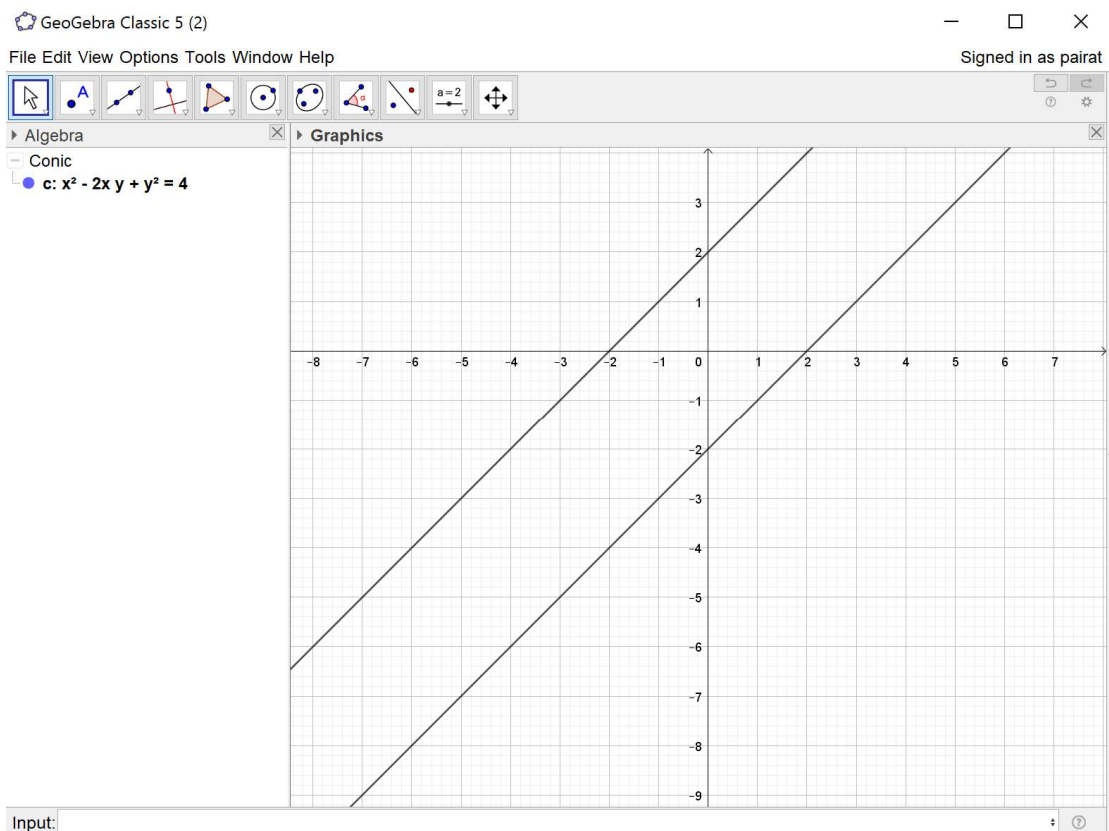 GeoGebra Classic 5 (2)
File Edit View Options Tools Window Help
Signed in as pairat
A
α
a=2
Algebra
Graphics
Conic
c: x² - 2x y + y² = 4
3
2
1
-8 -7 -6 -5 -4 -3 -2 -1 0 1 2 3 4 5 6 7
-1
-2
-3
-4
-5
-6
-7
-8
-9
Input: